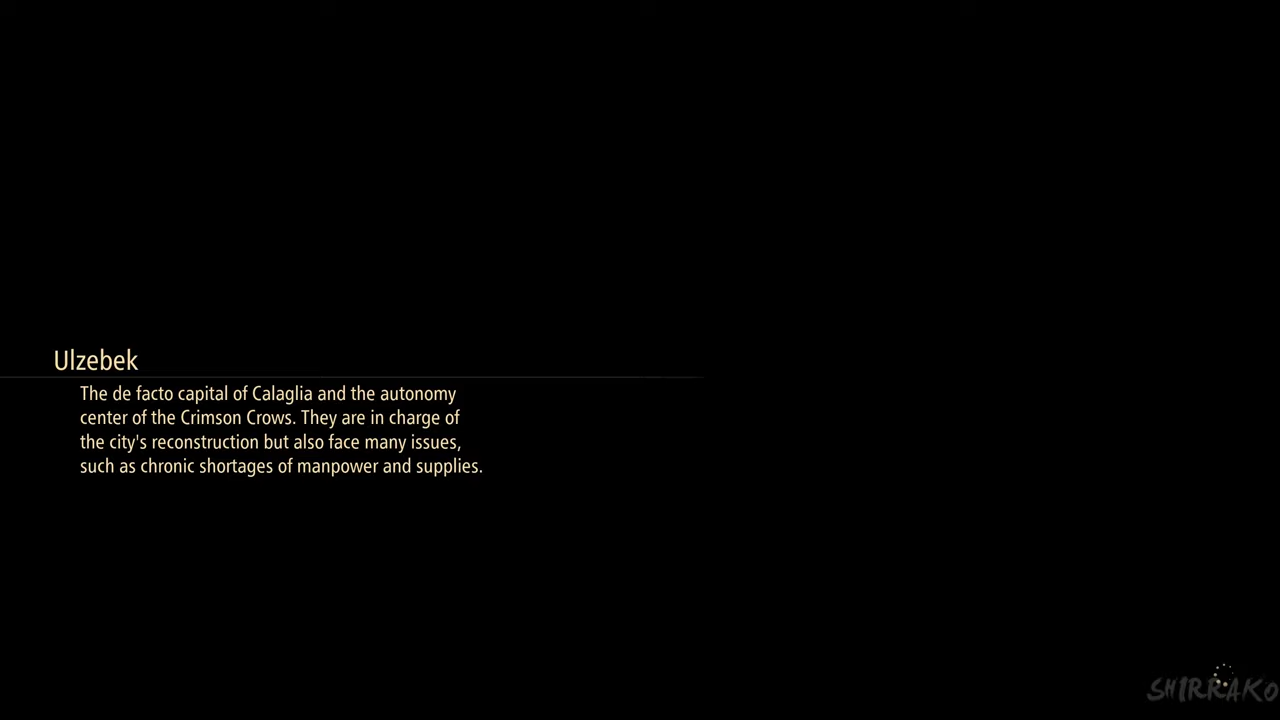 Ulzebek
The de facto capital of Calaglia and the autonomy
center of the Crimson Crows. They are in charge of
the city's reconstruction but also face many issues,
such as chronic shortages of manpower and supplies.
SHIRRAKO